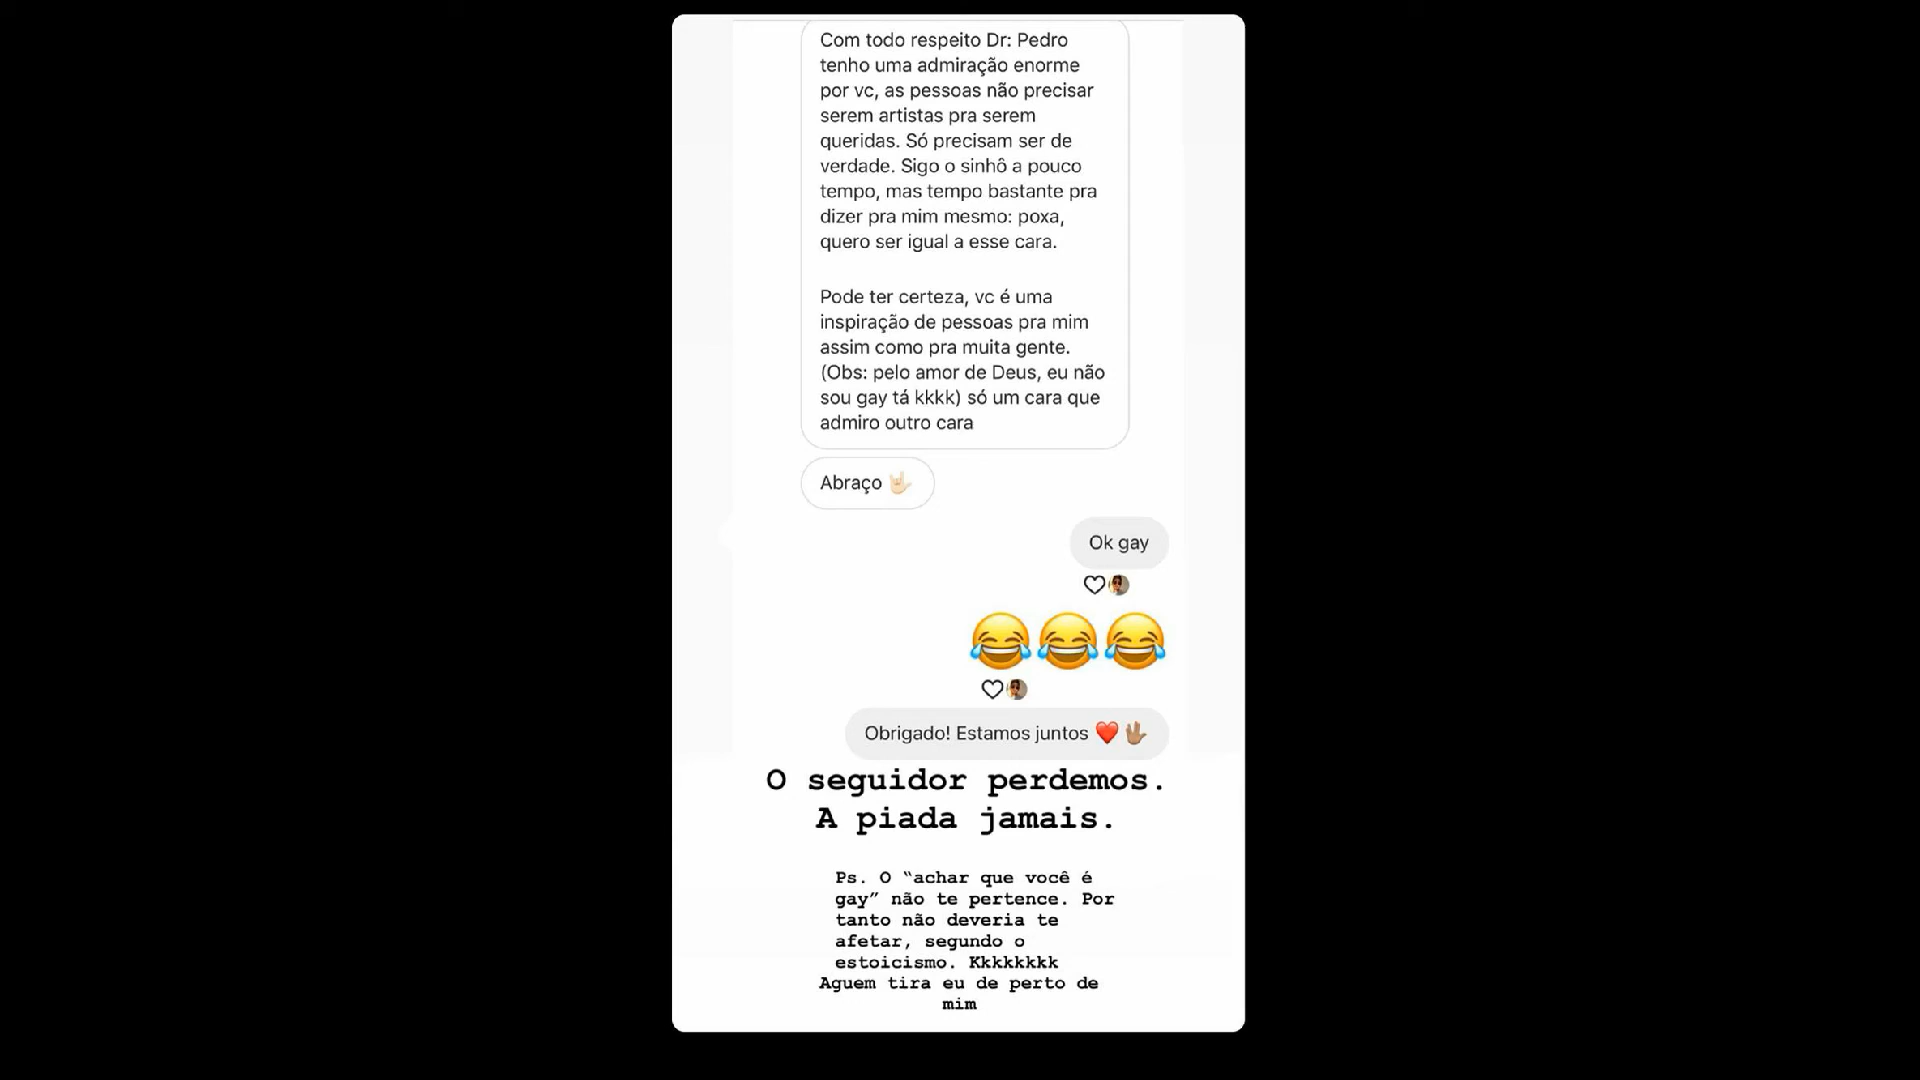 Com todo respeito Dr: Pedro
tenho uma admiração enorme
por vc, as pessoas não precisar
serem artistas pra serem
queridas. Só precisam ser de
verdade. Sigo o sinhô a pouco
tempo, mas tempo bastante pra
dizer pra mim mesmo: poxa,
quero ser igual a esse cara.
Pode ter certeza, vc é uma
inspiração de pessoas pra mim
assim como pra muita gente.
(Obs: pelo amor de Deus, eu não
sou gay tá kkkk) só um cara que
admiro outro cara
Abraço 🤟🏻
Ok gay
😂😂😂
Obrigado! Estamos juntos ❤️🖖🏽
O seguidor perdemos.
A piada jamais.
Ps. O “achar que você é
gay” não te pertence. Por
tanto não deveria te
afetar, segundo o
estoicismo. Kkkkkkkk
Aguem tira eu de perto de
mim